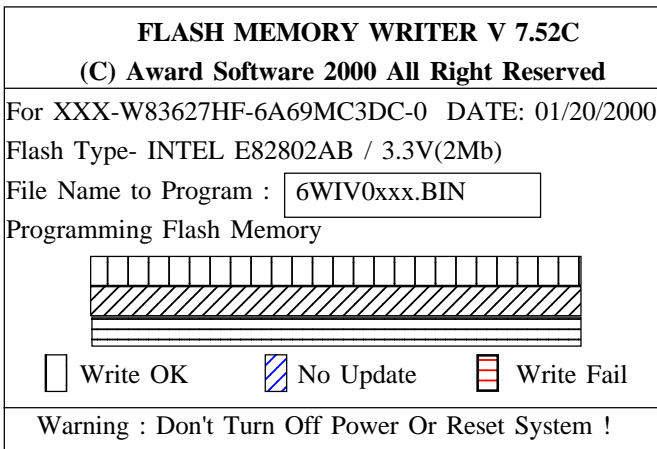 FLASH MEMORY WRITER V 7.52C
(C) Award Software 2000 All Right Reserved
For XXX-W83627HF-6A69MC3DC-0 DATE: 01/20/2000
Flash Type- INTEL E82802AB / 3.3V(2Mb)
File Name to Program : 6WIV0xxx.BIN
Programming Flash Memory
Write OK No Update Write Fail
Warning : Don't Turn Off Power Or Reset System !